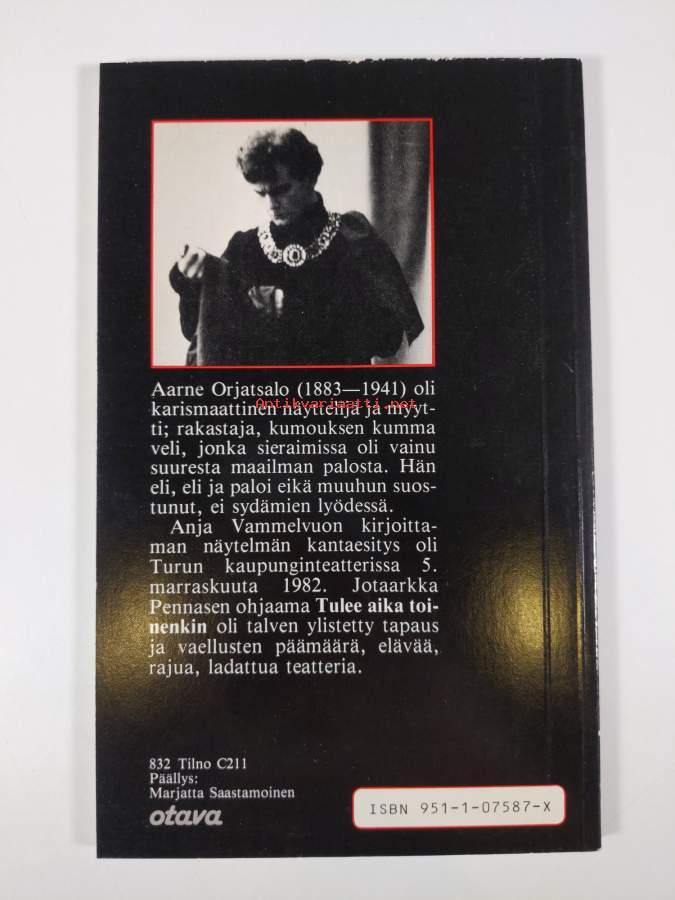 Aarne Orjatsalo (1883—1941) oli
karismaattinen näyttelijä ja myyt-
Antikvariaatti.net
ti; rakastaja, kumouksen kumma
veli, jonka sieraimissa oli vainu
suuresta maailman palosta. Hän
eli, eli ja paloi eikä muuhun suos-
tunut, ei sydämien lyödessä.
Anja Vammelvuon kirjoitta-
man näytelmän kantaesitys oli
Turun kaupunginteatterissa 5.
marraskuuta 1982. Jotaarkka
Pennasen ohjaama Tulee aika toi-
nenkin oli talven ylistetty tapaus
ja vaellusten päämäärä, elävää,
rajua, ladattua teatteria.
832 Tilno C211
Päällys:
Marjatta Saastamoinen
otava
ISBN 951-1-07587-X